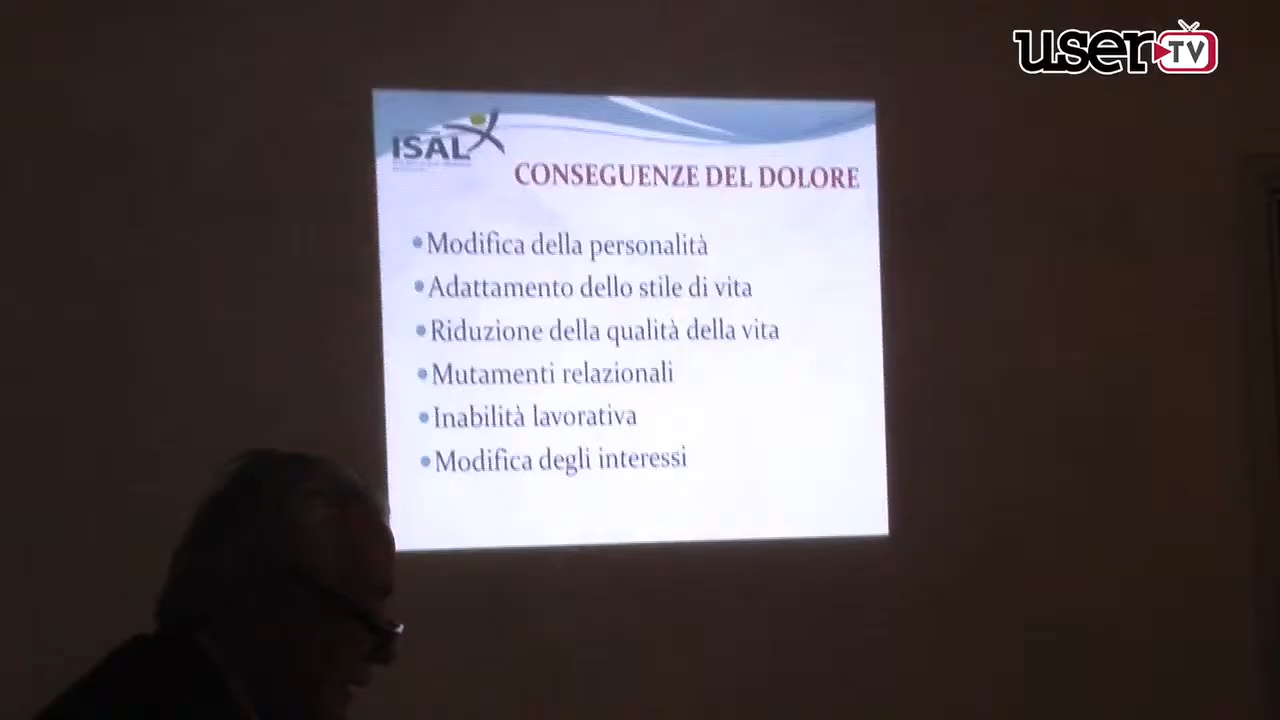 user TV
ISAL
CONSEGUENZE DEL DOLORE
•Modifica della personalità
•Adattamento dello stile di vita
•Riduzione della qualità della vita
•Mutamenti relazionali
•Inabilità lavorativa
•Modifica degli interessi